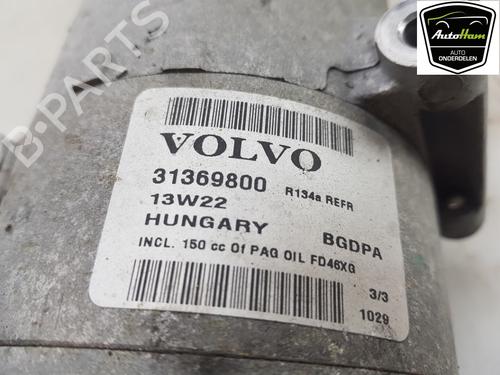 AutoHam
AUTO
ONDERDELEN
B-PARTS
VOLVO
31369800 R134a REFR
13W22
HUNGARY BGDPA
INCL. 150 cc Of PAG OIL FD46XG
3/3
1029